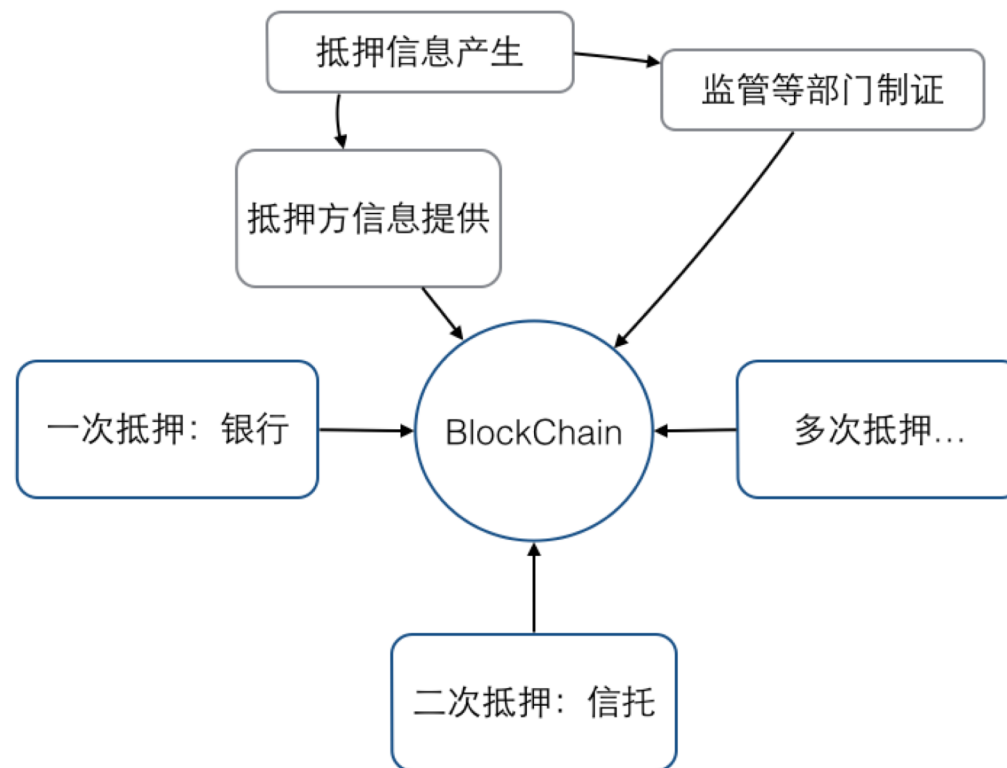 抵押信息产生
监管等部门制证
抵押方信息提供
一次抵押：银行
BlockChain
多次抵押...
二次抵押：信托